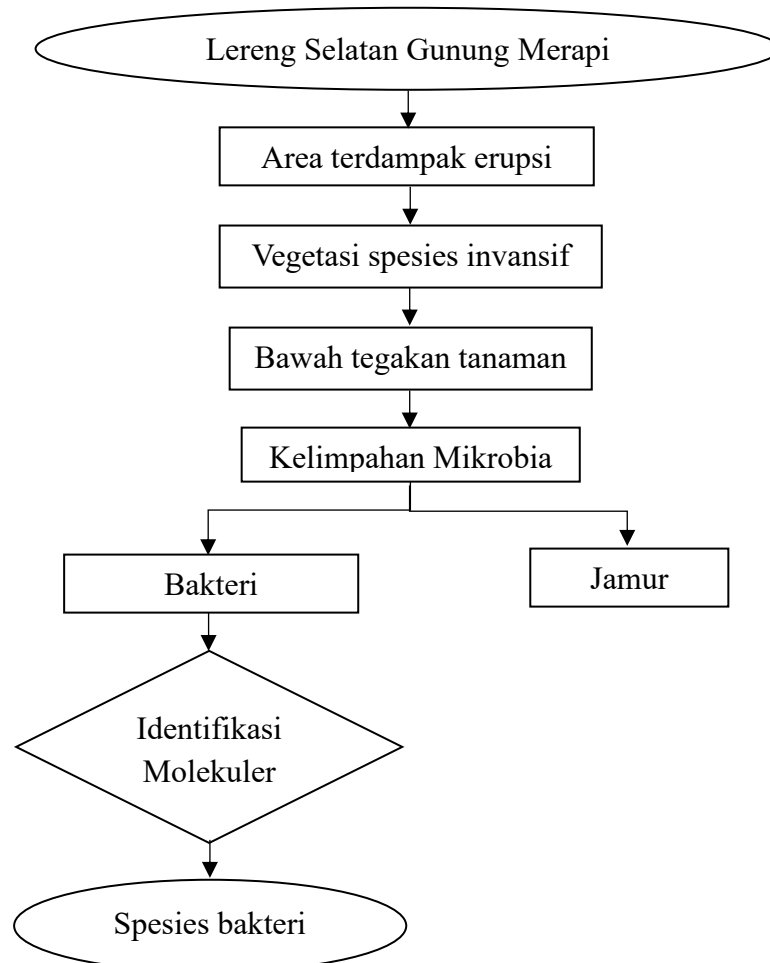 Lereng Selatan Gunung Merapi
Area terdampak erupsi
Vegetasi spesies invansif
Bawah tegakan tanaman
Kelimpahan Mikrobia
Bakteri
Jamur
Identifikasi
Molekuler
Spesies bakteri